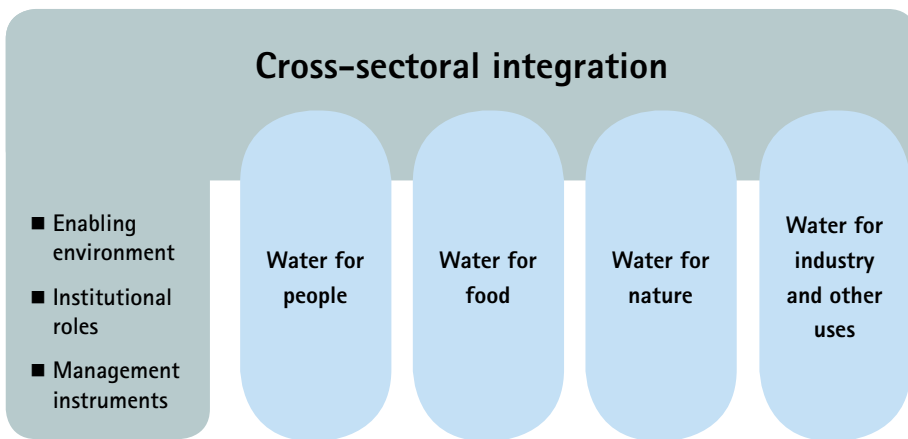 Cross-sectoral integration
■ Enabling
environment
■ Institutional
roles
■ Management
instruments
Water for
people
Water for
food
Water for
nature
Water for
industry
and other
uses